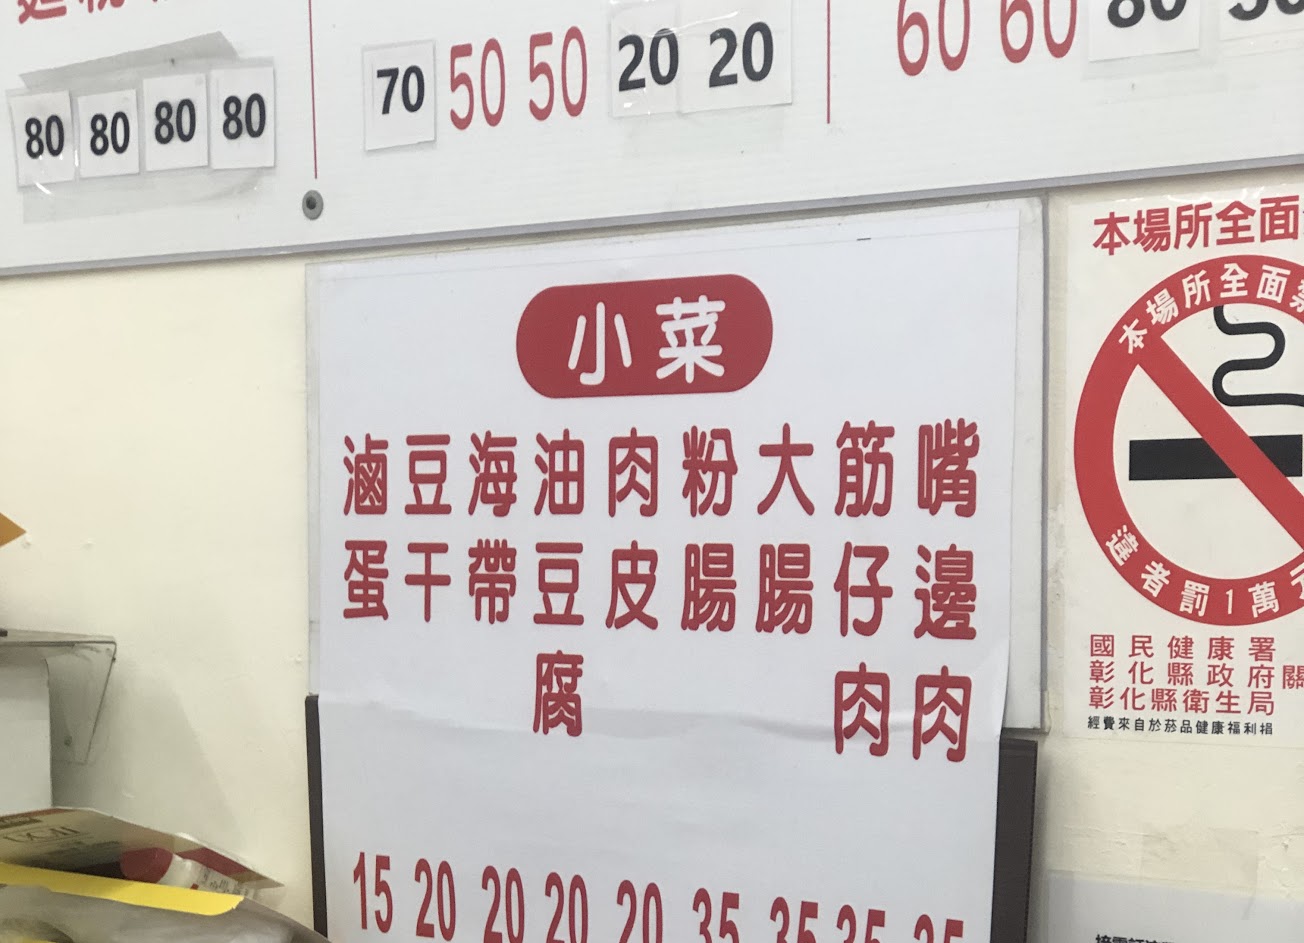 80 80 80 80
70 50 50 20 20
60 60 80
小菜
滷蛋 15
豆干 20
海帶 20
油豆腐 20
肉皮 20
粉腸 35
大腸 35
筋仔肉 35
嘴邊肉 35
本場所全面
本場所全面禁
違者罰1萬元
國民健康署
彰化縣政府關
彰化縣衛生局
經費來自於菸品健康福利捐